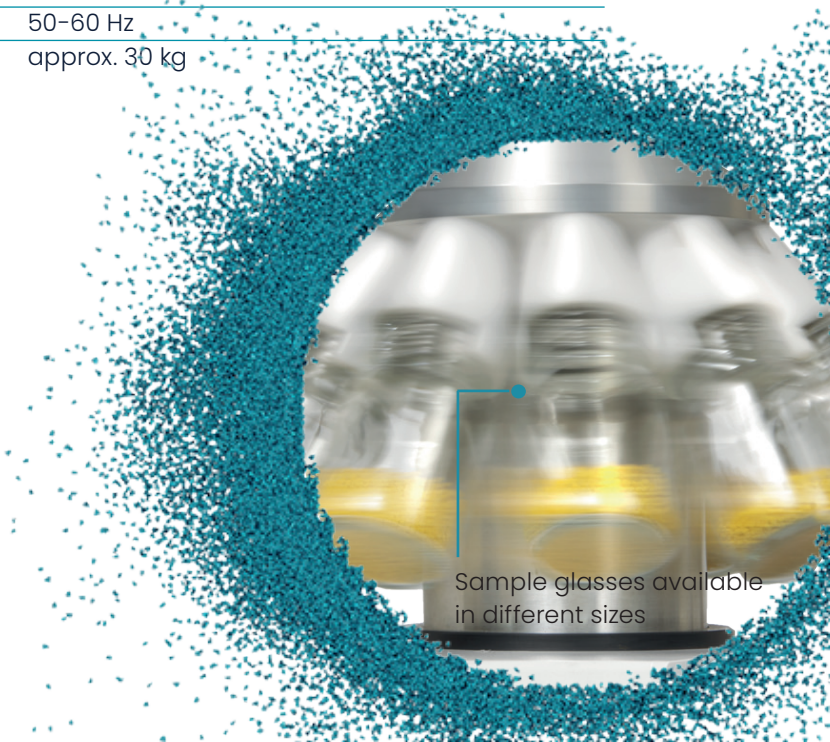 50-60 Hz
approx. 30 kg
Sample glasses available
in different sizes